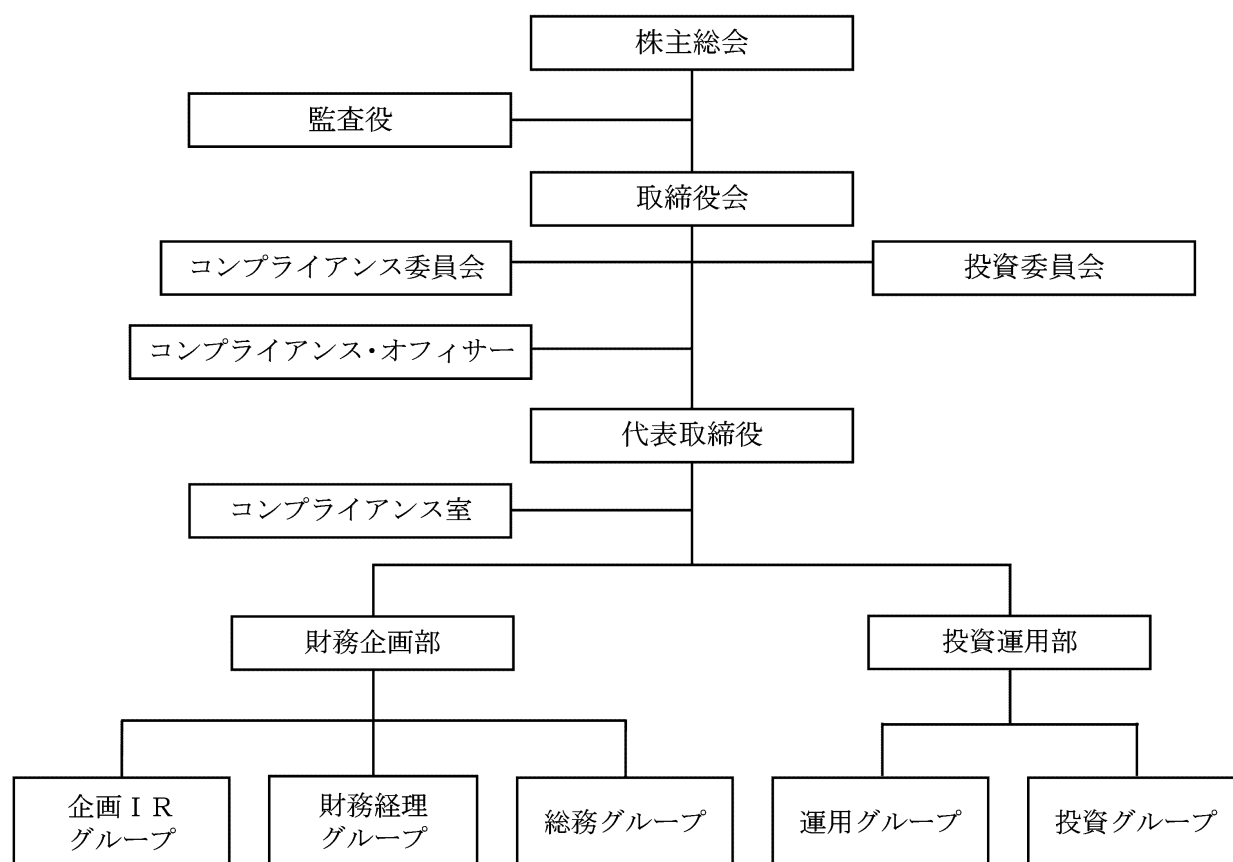 株主総会
監査役
取締役会
コンプライアンス委員会
投資委員会
コンプライアンス・オフィサー
代表取締役
コンプライアンス室
財務企画部
投資運用部
企画ＩＲ
グループ
財務経理
グループ
総務グループ
運用グループ
投資グループ